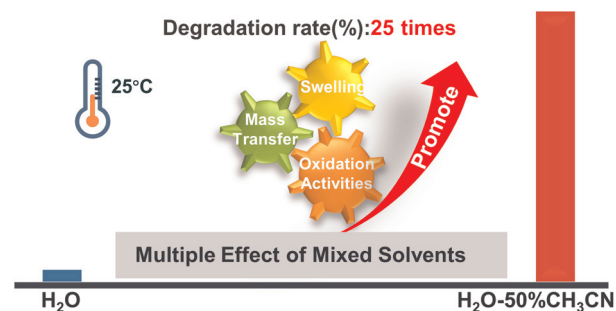 Degradation rate(%):25 times
25°C
Swelling
Mass
Transfer
Oxidation
Activities
Promote
Multiple Effect of Mixed Solvents
H₂O
H₂O-50%CH₃CN